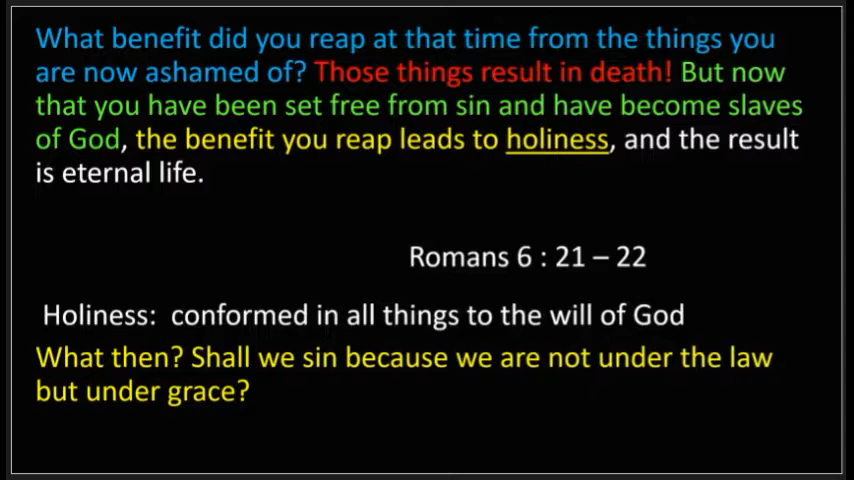 What benefit did you reap at that time from the things you
are now ashamed of? Those things result in death! But now
that you have been set free from sin and have become slaves
of God, the benefit you reap leads to holiness, and the result
is eternal life.
Romans 6 : 21 – 22
Holiness:  conformed in all things to the will of God
What then? Shall we sin because we are not under the law
but under grace?